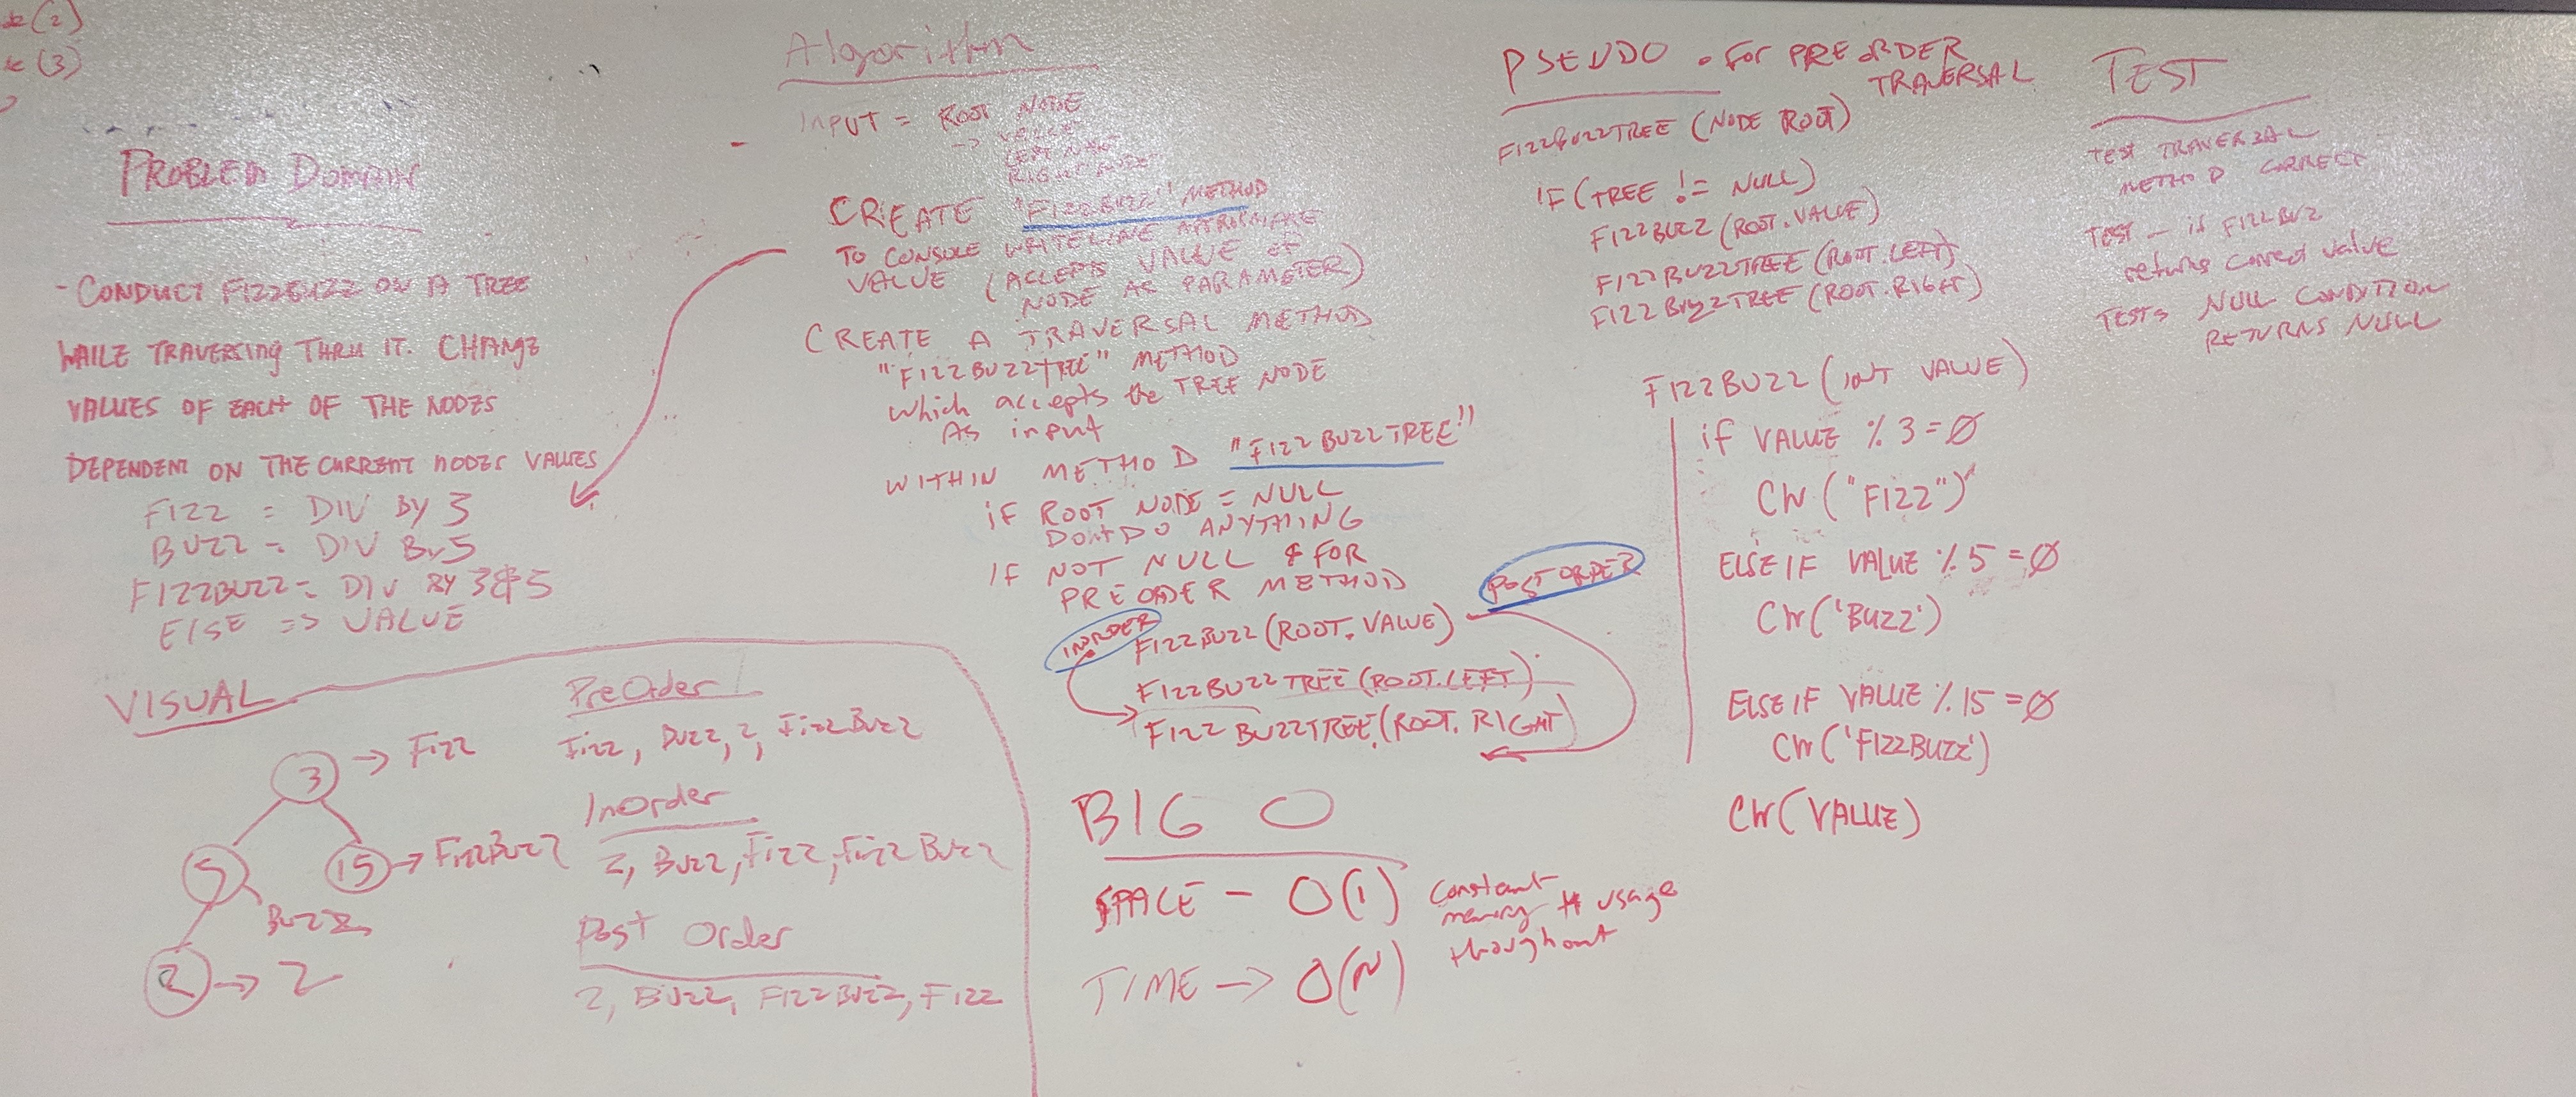 (2)
(3)
PROBLEM DOMAIN
- CONDUCT FIZZBUZZ ON A TREE
WHILE TRAVERSING THRU IT. CHANGE
VALUES OF EACH OF THE NODES
DEPENDENT ON THE CURRENT NODES VALUES
FIZZ = DIV BY 3
BUZZ = DIV BY 5
FIZZBUZZ = DIV BY 3&5
ELSE => VALUE
VISUAL
3 -> Fizz
5
Buzz
15 -> FizzBuzz
2 -> 2
PreOrder
Fizz, Buzz, 2, FizzBuzz
InOrder
2, Buzz, Fizz, FizzBuzz
Post Order
2, BUZZ, FIZZBUZZ, FIZZ
Algorithm
INPUT = ROOT NODE
-> VALUE
LEFT NODE
RIGHT NODE
CREATE "FIZZBUZZ" METHOD
TO CONSOLE WRITELINE APPROPRIATE
VALUE (ACCEPTS VALUE OF
NODE AS PARAMETER)
CREATE A TRAVERSAL METHOD
"FIZZBUZZTREE" METHOD
which accepts the TREE NODE
As input
WITHIN METHOD "FIZZBUZZTREE"
IF ROOT NODE = NULL
DONT DO ANYTHING
IF NOT NULL & FOR
PREORDER METHOD
POSTORDER
INORDER
FIZZBUZZ (ROOT.VALUE)
FIZZBUZZTREE (ROOT.LEFT)
FIZZBUZZTREE.(ROOT.RIGHT)
BIG O
SPACE - O(1) Constant
memory usage
throughout
TIME -> O(N)
PSEUDO . FOR PREORDER
TRAVERSAL
FIZZBUZZTREE (NODE ROOT)
IF (TREE != NULL)
FIZZBUZZ (ROOT.VALUE)
FIZZBUZZTREE (ROOT.LEFT)
FIZZBUZZTREE (ROOT.RIGHT)
FIZZBUZZ (INT VALUE)
if VALUE % 3 = 0
CW ("FIZZ")
ELSE IF VALUE % 5 = 0
CW('BUZZ')
ELSE IF VALUE % 15 = 0
CW('FIZZBUZZ')
CW(VALUE)
TEST
Test TRAVERSAL
METHOD CORRECT
TEST - if FIZZBUZ
returns correct value
TESTS NULL CONDITION
RETURNS NULL